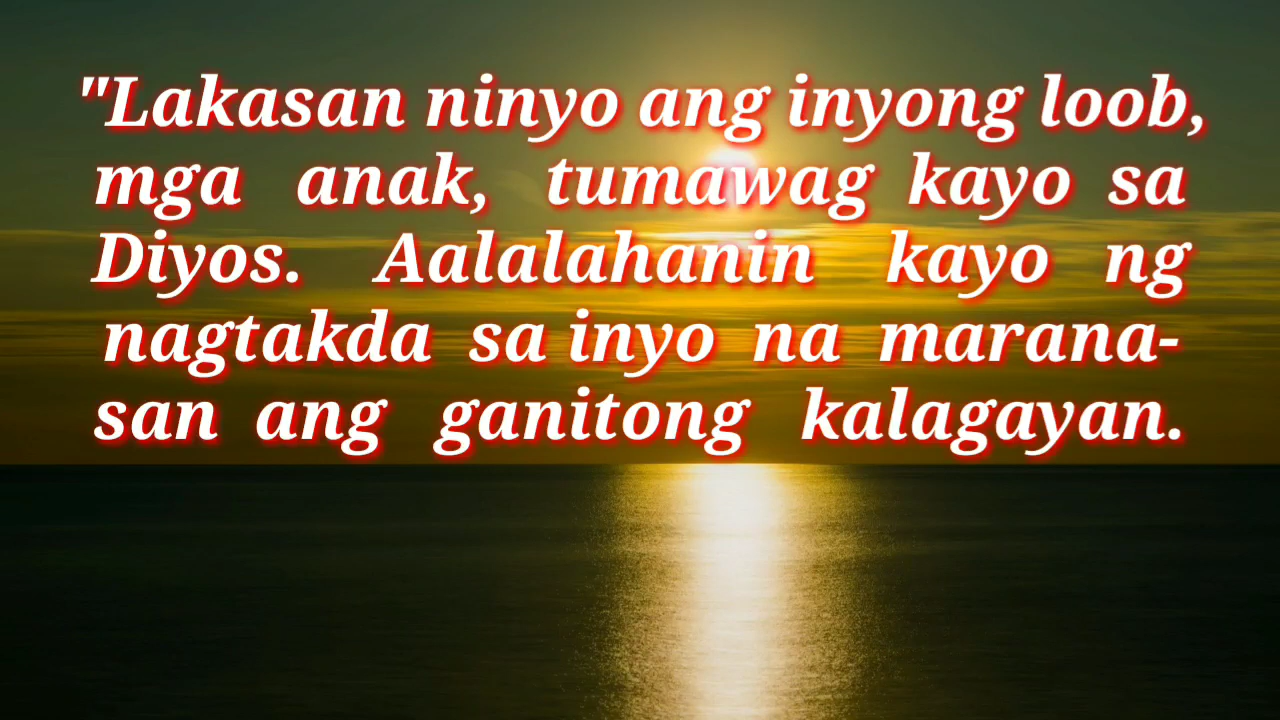 "Lakasan ninyo ang inyong loob,
mga anak, tumawag kayo sa
Diyos. Aalalahanin kayo ng
nagtakda sa inyo na marana-
san ang ganitong kalagayan.